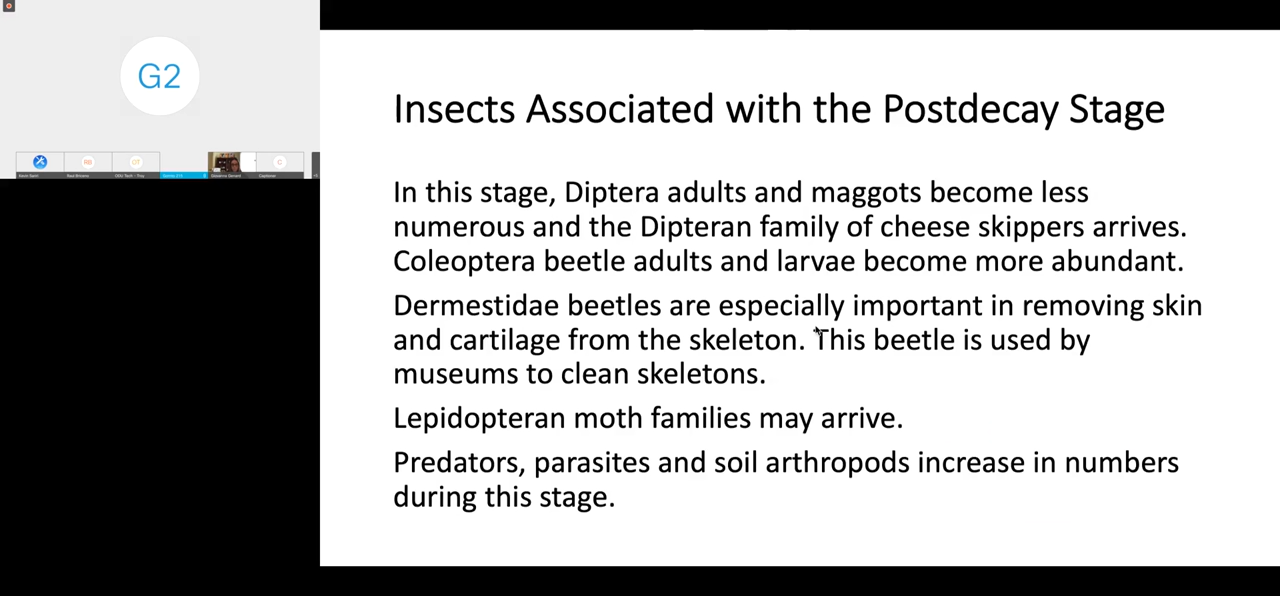 G2
RB
OT
C
Insects Associated with the Postdecay Stage
In this stage, Diptera adults and maggots become less
numerous and the Dipteran family of cheese skippers arrives.
Coleoptera beetle adults and larvae become more abundant.
Dermestidae beetles are especially important in removing skin
and cartilage from the skeleton. This beetle is used by
museums to clean skeletons.
Lepidopteran moth families may arrive.
Predators, parasites and soil arthropods increase in numbers
during this stage.